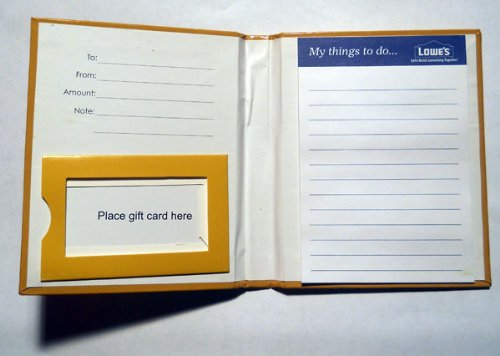 To:
From:
Amount:
Note:
Place gift card here
My things to do...
LOWE'S
Let's Build Something Together